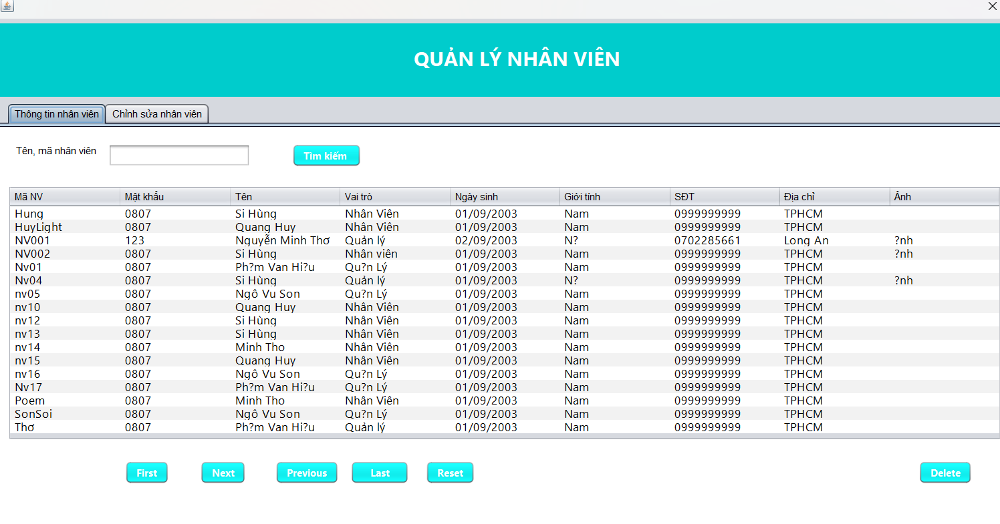 QUẢN LÝ NHÂN VIÊN
Thông tin nhân viên Chỉnh sửa nhân viên
Tên, mã nhân viên Tìm kiếm
Mã NV Mật khẩu Tên Vai trò Ngày sinh Giới tính SĐT Địa chỉ Ảnh
Hung 0807 Si Hùng Nhân Viên 01/09/2003 Nam 0999999999 TPHCM
HuyLight 0807 Quang Huy Nhân Viên 01/09/2003 Nam 0999999999 TPHCM
NV001 123 Nguyễn Minh Thơ Quản lý 02/09/2003 N? 0702285661 Long An ?nh
NV002 0807 Si Hùng Nhân viên 01/09/2003 Nam 0999999999 TPHCM ?nh
Nv01 0807 Ph?m Van Hi?u Qu?n Lý 01/09/2003 Nam 0999999999 TPHCM
Nv04 0807 Si Hùng Quản lý 01/09/2003 N? 0999999999 TPHCM ?nh
nv05 0807 Ngô Vu Son Qu?n Lý 01/09/2003 Nam 0999999999 TPHCM
nv10 0807 Quang Huy Nhân Viên 01/09/2003 Nam 0999999999 TPHCM
nv12 0807 Si Hùng Nhân Viên 01/09/2003 Nam 0999999999 TPHCM
nv13 0807 Si Hùng Nhân Viên 01/09/2003 Nam 0999999999 TPHCM
nv14 0807 Minh Tho Nhân Viên 01/09/2003 Nam 0999999999 TPHCM
nv15 0807 Quang Huy Nhân Viên 01/09/2003 Nam 0999999999 TPHCM
nv16 0807 Ngô Vu Son Qu?n Lý 01/09/2003 Nam 0999999999 TPHCM
Nv17 0807 Ph?m Van Hi?u Qu?n Lý 01/09/2003 Nam 0999999999 TPHCM
Poem 0807 Minh Tho Nhân Viên 01/09/2003 Nam 0999999999 TPHCM
SonSoi 0807 Ngô Vu Son Qu?n Lý 01/09/2003 Nam 0999999999 TPHCM
Thơ 0807 Ph?m Van Hi?u Quản lý 01/09/2003 Nam 0999999999 TPHCM
First Next Previous Last Reset Delete